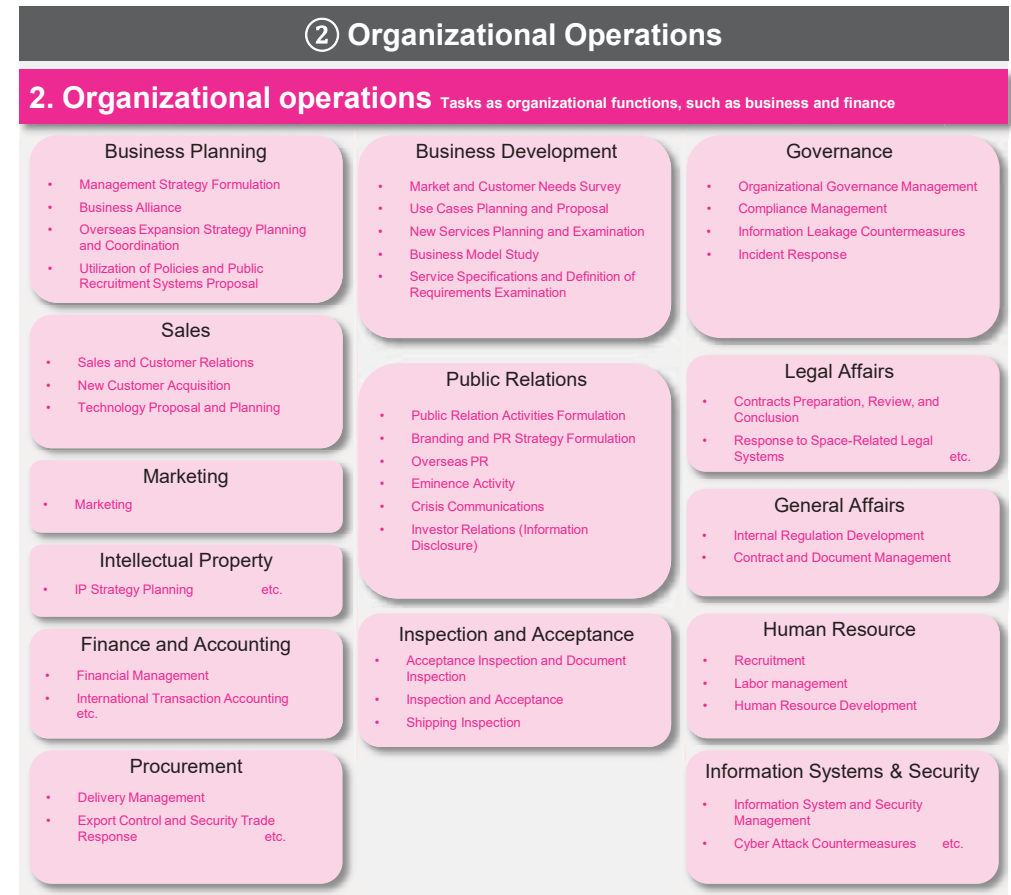 ② Organizational Operations
2. Organizational operations Tasks as organizational functions, such as business and finance
Business Planning
• Management Strategy Formulation
• Business Alliance
• Overseas Expansion Strategy Planning
and Coordination
• Utilization of Policies and Public
Recruitment Systems Proposal
Sales
• Sales and Customer Relations
• New Customer Acquisition
• Technology Proposal and Planning
Marketing
• Marketing
Intellectual Property
• IP Strategy Planning etc.
Finance and Accounting
• Financial Management
• International Transaction Accounting
etc.
Procurement
• Delivery Management
• Export Control and Security Trade
Response etc.
Business Development
• Market and Customer Needs Survey
• Use Cases Planning and Proposal
• New Services Planning and Examination
• Business Model Study
• Service Specifications and Definition of
Requirements Examination
Public Relations
• Public Relation Activities Formulation
• Branding and PR Strategy Formulation
• Overseas PR
• Eminence Activity
• Crisis Communications
• Investor Relations (Information
Disclosure)
Inspection and Acceptance
• Acceptance Inspection and Document
Inspection
• Inspection and Acceptance
• Shipping Inspection
Governance
• Organizational Governance Management
• Compliance Management
• Information Leakage Countermeasures
• Incident Response
Legal Affairs
• Contracts Preparation, Review, and
Conclusion
• Response to Space-Related Legal
Systems etc.
General Affairs
• Internal Regulation Development
• Contract and Document Management
Human Resource
• Recruitment
• Labor management
• Human Resource Development
Information Systems & Security
• Information System and Security
Management
• Cyber Attack Countermeasures etc.